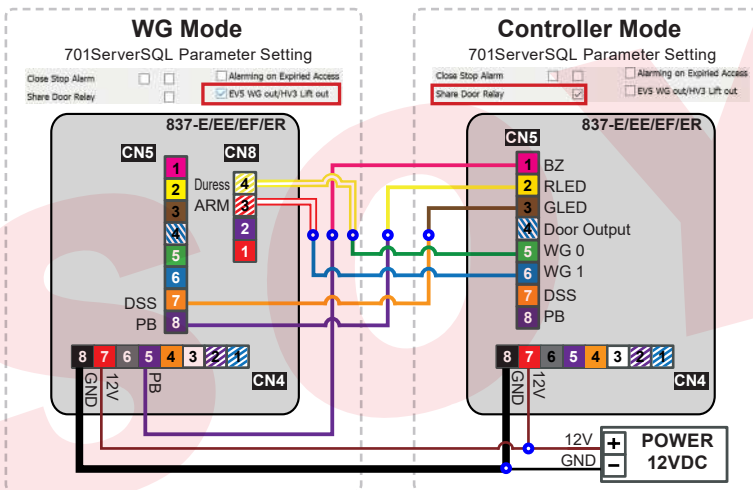 WG Mode
701ServerSQL Parameter Setting
Close Stop Alarm
Alarming on Expiried Access
Share Door Relay
EV5 WG out/HV3 Lift out
837-E/EE/EF/ER
CN5
CN8
1
2
3
4
5
6
DSS 7
PB 8
Duress 4
ARM 3
2
1
8 7 6 5 4 3 2 1
GND
12V
PB
CN4
Controller Mode
701ServerSQL Parameter Setting
Close Stop Alarm
Alarming on Expiried Access
Share Door Relay
EV5 WG out/HV3 Lift out
837-E/EE/EF/ER
CN5
1 BZ
2 RLED
3 GLED
4 Door Output
5 WG 0
6 WG 1
7 DSS
8 PB
8 7 6 5 4 3 2 1
GND
12V
CN4
12V + POWER
GND − 12VDC
SOY